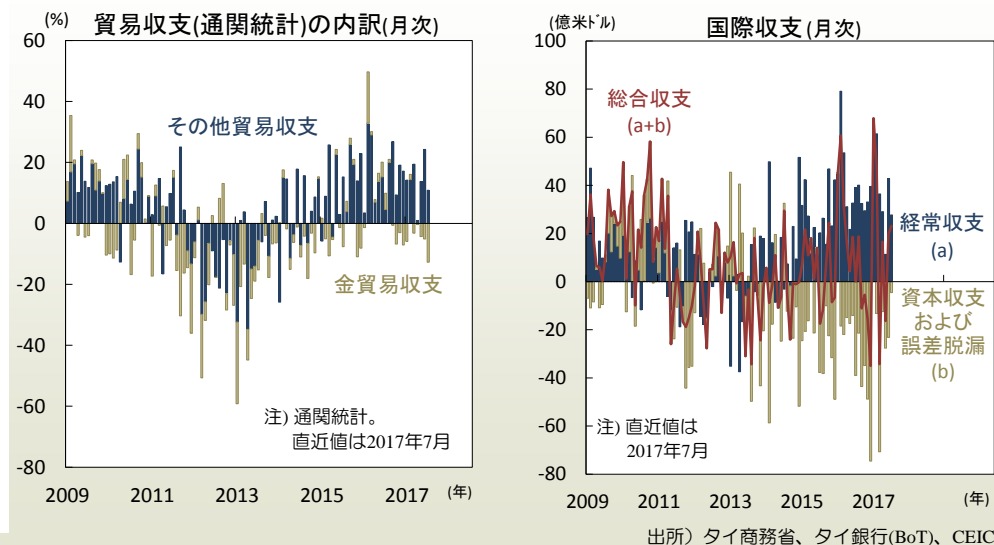 貿易収支(通関統計)の内訳(月次)
(%)
60
40
20
0
-20
-40
-60
-80
その他貿易収支
金貿易収支
注) 通関統計。
直近値は2017年7月
2009
2011
2013
2015
2017
(年)
国際収支(月次)
(億米ﾄﾞﾙ)
100
80
60
40
20
0
-20
-40
-60
-80
総合収支
(a+b)
経常収支
(a)
資本収支
および
誤差脱漏
(b)
注) 直近値は
2017年7月
2009
2011
2013
2015
2017
(年)
出所）タイ商務省、タイ銀行(BoT)、CEIC